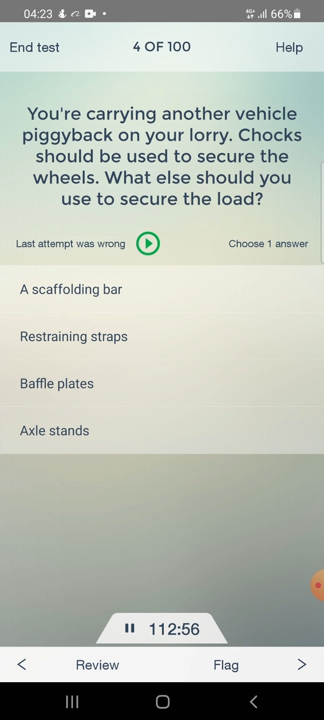 04:23
4G+ 66%
End test
4 OF 100
Help
You're carrying another vehicle
piggyback on your lorry. Chocks
should be used to secure the
wheels. What else should you
use to secure the load?
Last attempt was wrong
Choose 1 answer
A scaffolding bar
Restraining straps
Baffle plates
Axle stands
112:56
<
Review
Flag
>